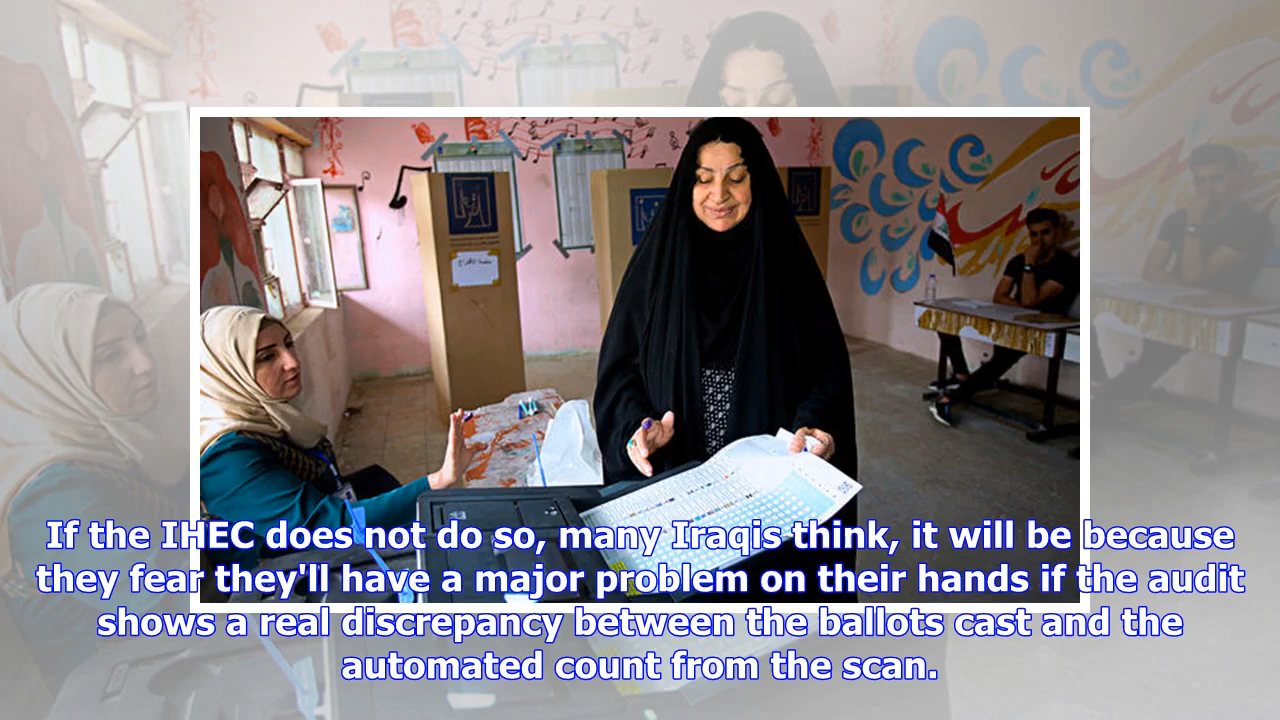 If the IHEC does not do so, many Iraqis think, it will be because
they fear they'll have a major problem on their hands if the audit
shows a real discrepancy between the ballots cast and the
automated count from the scan.